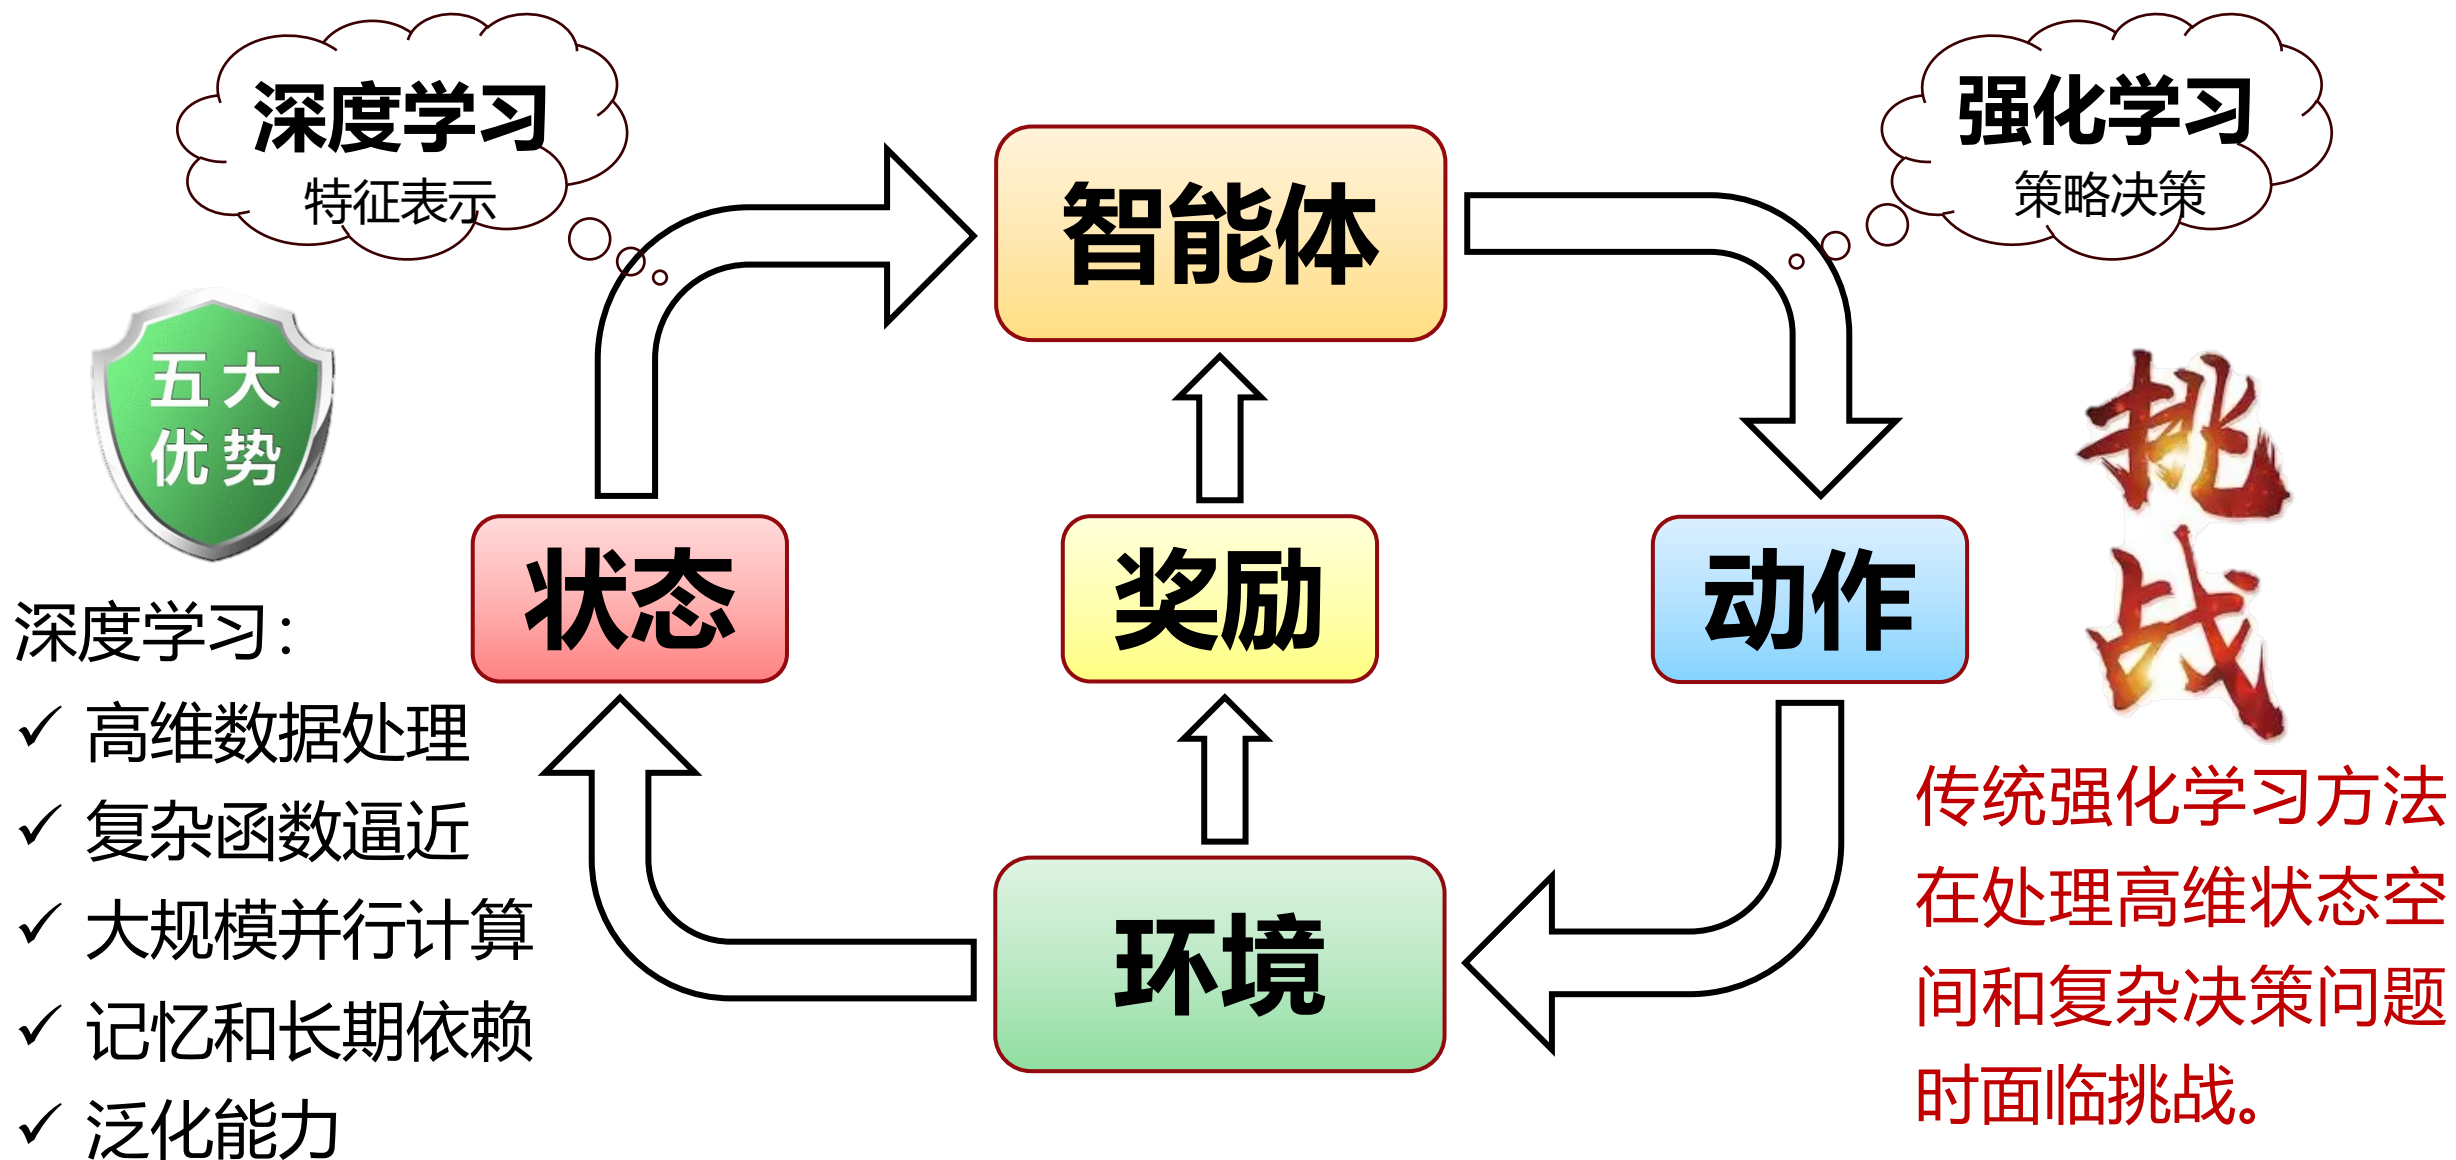 深度学习
特征表示
强化学习
策略决策
智能体
五大
优势
挑
战
状态
奖励
动作
环境
深度学习：
✓ 高维数据处理
✓ 复杂函数逼近
✓ 大规模并行计算
✓ 记忆和长期依赖
✓ 泛化能力
传统强化学习方法
在处理高维状态空
间和复杂决策问题
时面临挑战。